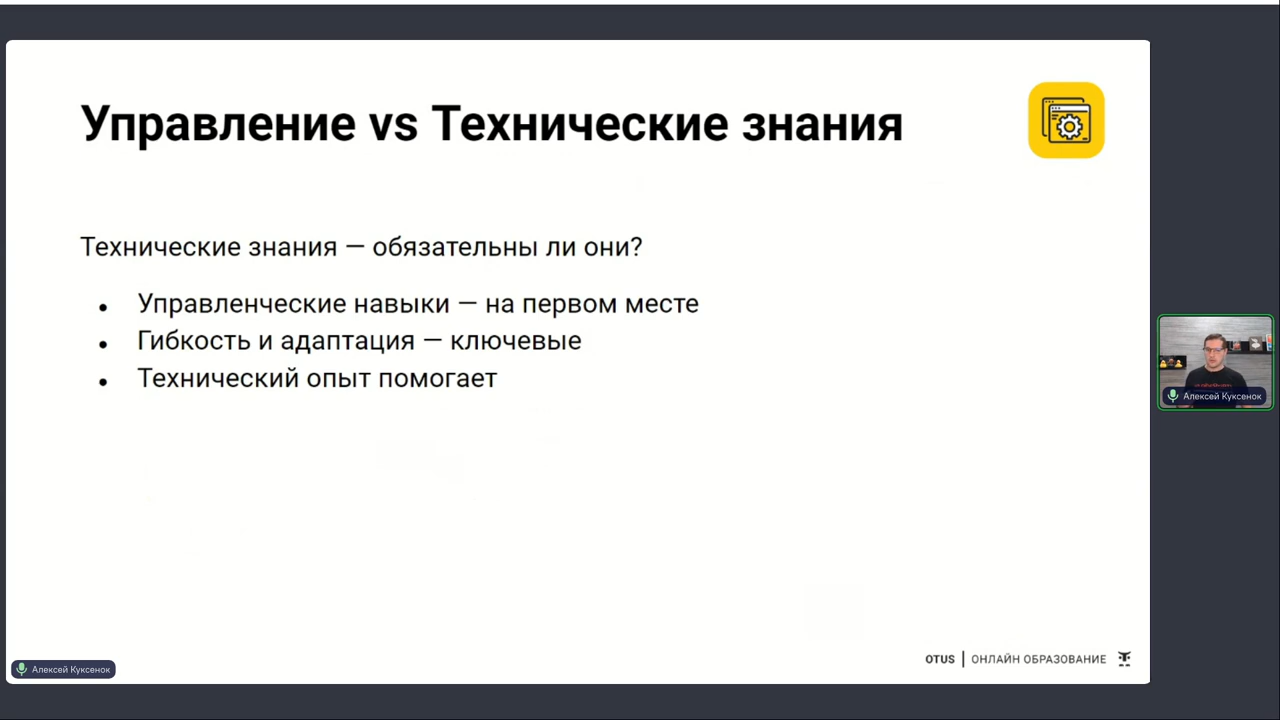 Управление vs Технические знания
Технические знания — обязательны ли они?
• Управленческие навыки — на первом месте
• Гибкость и адаптация — ключевые
• Технический опыт помогает
Алексей Куксенок
OTUS | ОНЛАЙН ОБРАЗОВАНИЕ
Алексей Куксенок